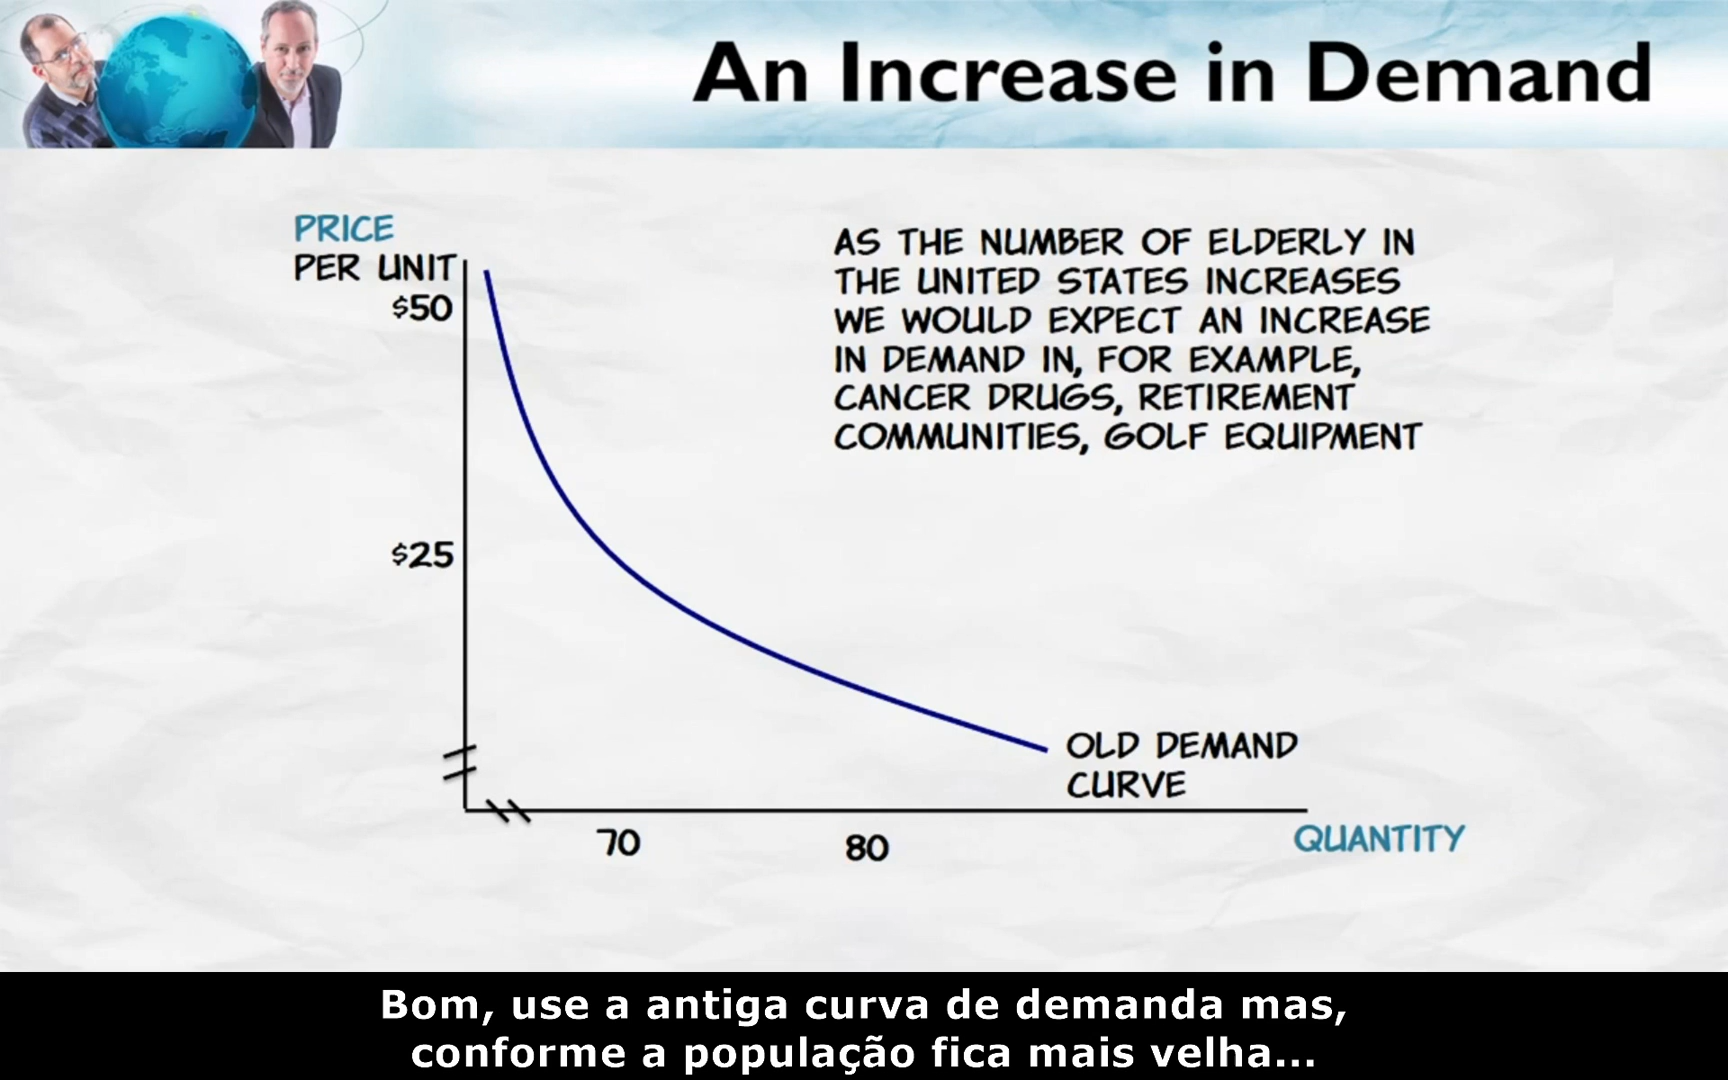 An Increase in Demand
PRICE
PER UNIT
$50
$25
AS THE NUMBER OF ELDERLY IN
THE UNITED STATES INCREASES
WE WOULD EXPECT AN INCREASE
IN DEMAND IN, FOR EXAMPLE,
CANCER DRUGS, RETIREMENT
COMMUNITIES, GOLF EQUIPMENT
OLD DEMAND
CURVE
70
80
QUANTITY
Bom, use a antiga curva de demanda mas,
conforme a população fica mais velha...